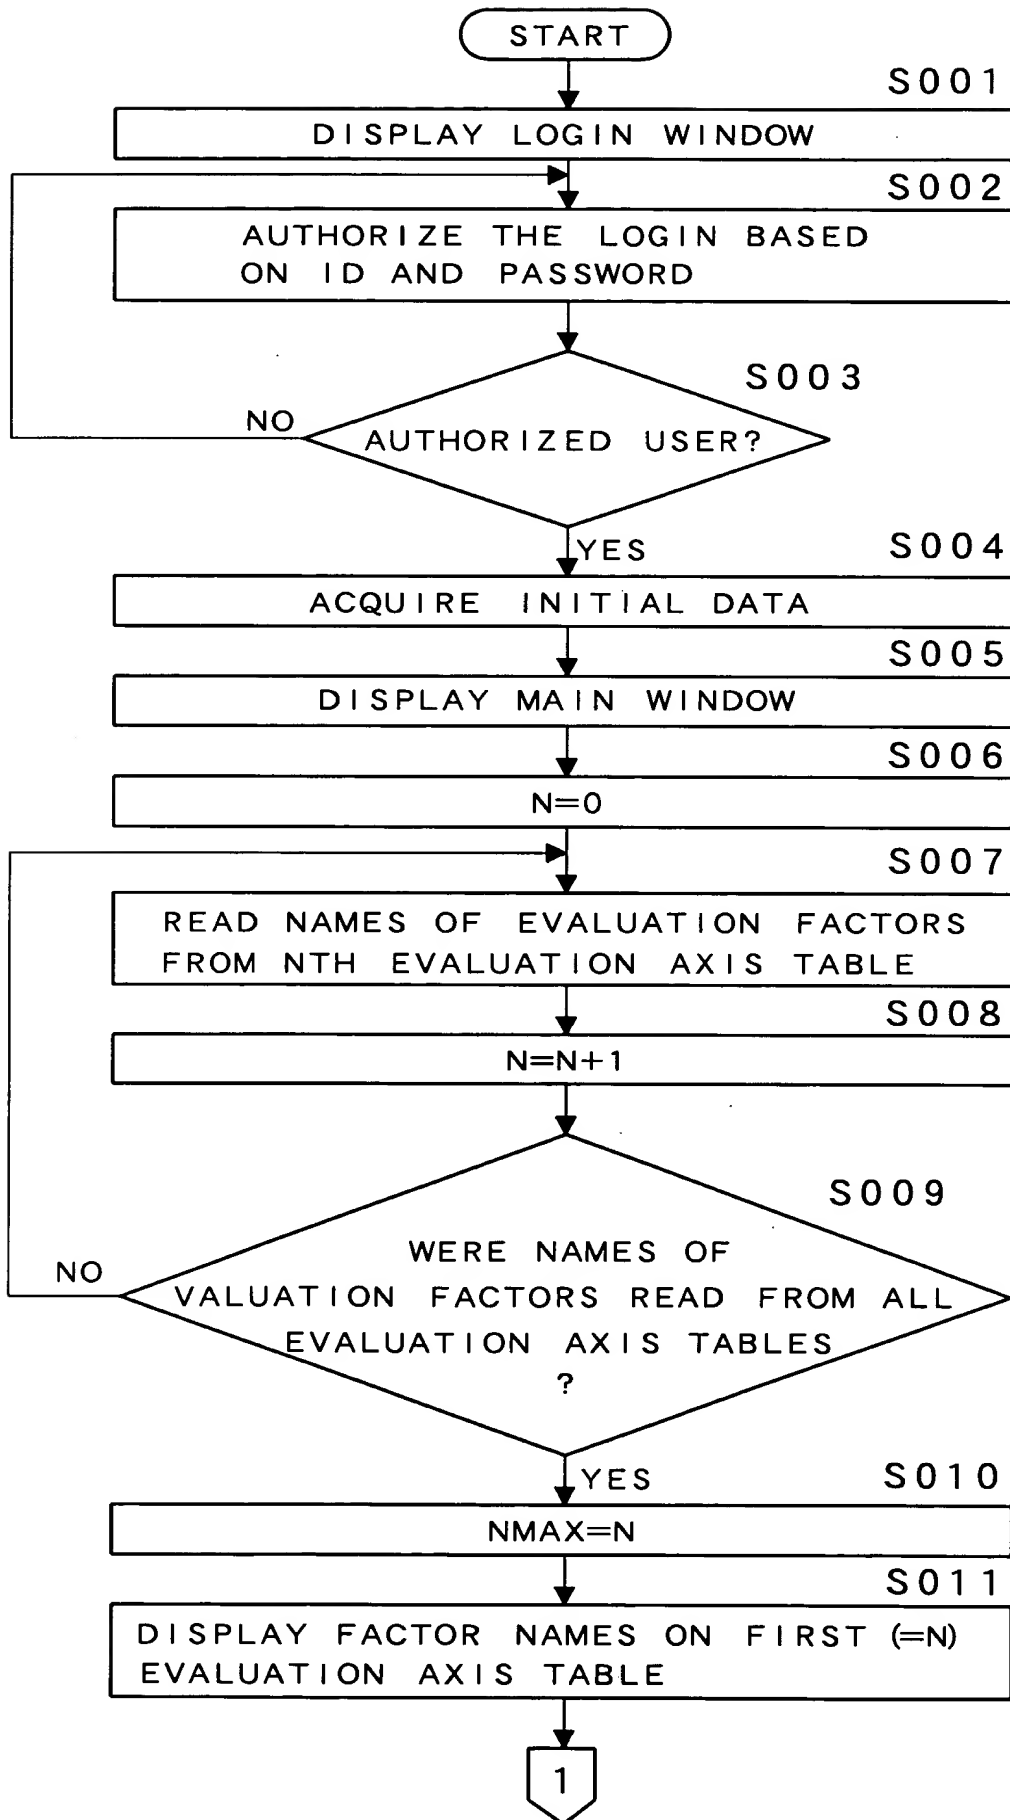 START
S001
DISPLAY LOGIN WINDOW
S002
AUTHORIZE THE LOGIN BASED
ON ID AND PASSWORD
S003
NO
AUTHORIZED USER?
YES
S004
ACQUIRE INITIAL DATA
S005
DISPLAY MAIN WINDOW
S006
N=0
S007
READ NAMES OF EVALUATION FACTORS
FROM NTH EVALUATION AXIS TABLE
S008
N=N+1
S009
NO
WERE NAMES OF
VALUATION FACTORS READ FROM ALL
EVALUATION AXIS TABLES
?
YES
S010
NMAX=N
S011
DISPLAY FACTOR NAMES ON FIRST (=N)
EVALUATION AXIS TABLE
1